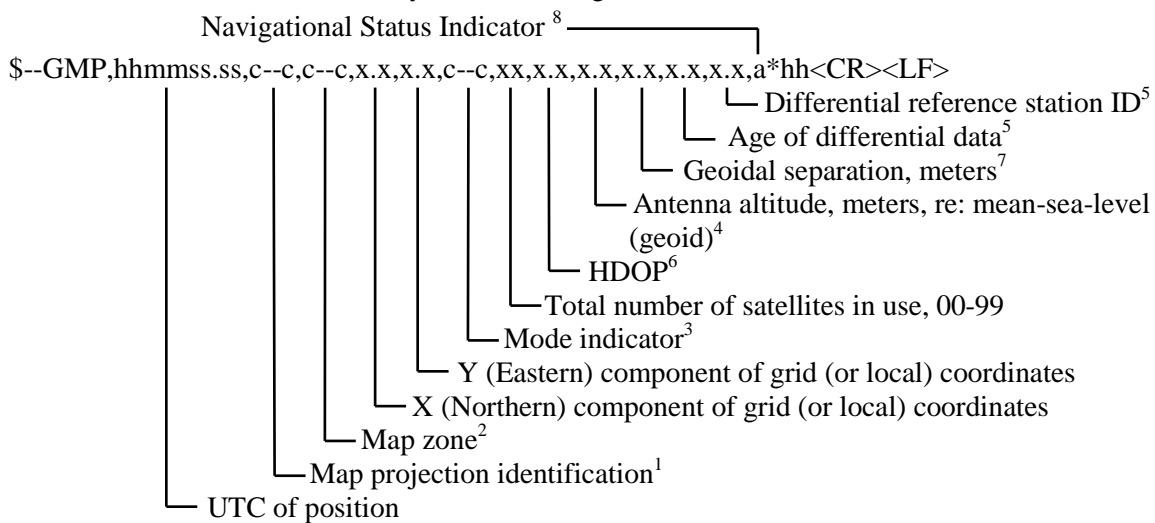 Navigational Status Indicator 8
$--GMP,hhmmss.ss,c--c,c--c,x.x,x.x,c--c,xx,x.x,x.x,x.x,x.x,x.x,a*hh<CR><LF>
Differential reference station ID5
Age of differential data5
Geoidal separation, meters7
Antenna altitude, meters, re: mean-sea-level
(geoid)4
HDOP6
Total number of satellites in use, 00-99
Mode indicator3
Y (Eastern) component of grid (or local) coordinates
X (Northern) component of grid (or local) coordinates
Map zone2
Map projection identification1
UTC of position